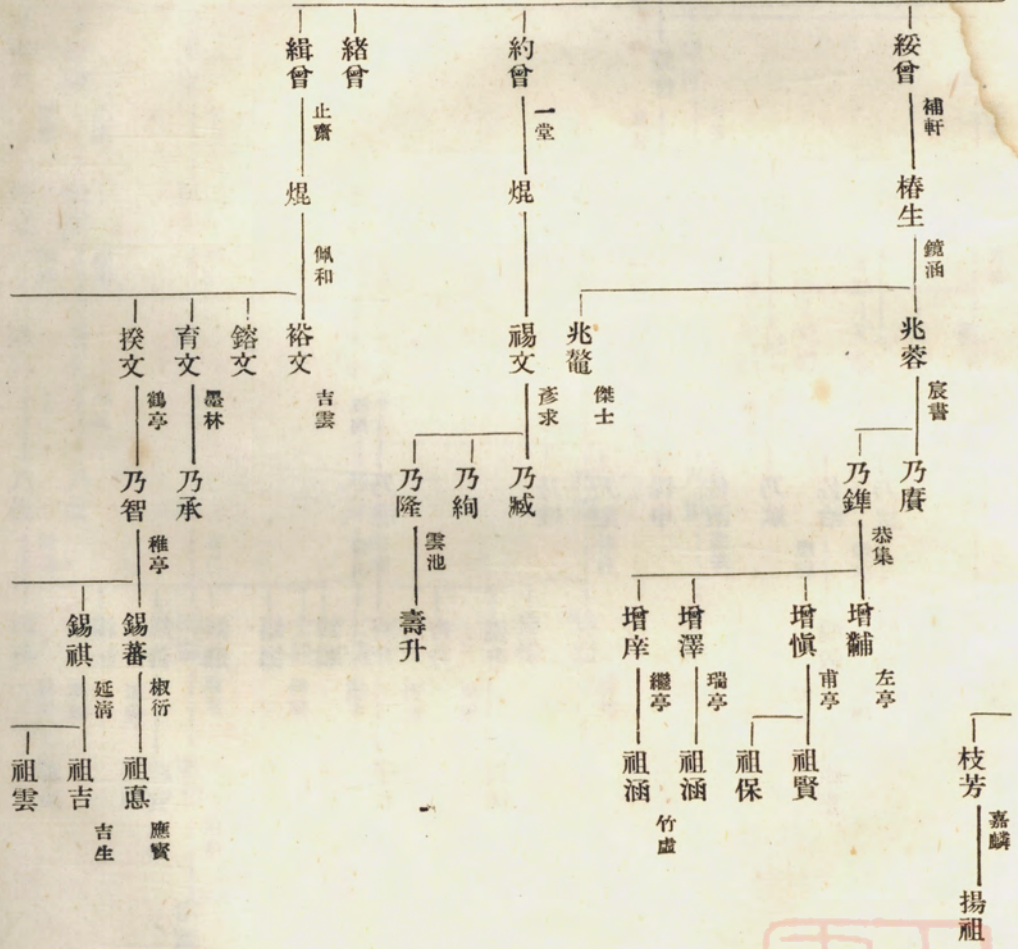 綏曾
補軒
椿生
鏡涵
兆蓉
宸書
乃賡
乃鉾
恭集
增黼
左亭
增愼
甫亭
祖賢
祖保
增澤
瑞亭
祖涵
增庠
繼亭
祖涵
竹虛
枝芳
嘉麟
揚祖
兆鼇
傑士
約曾
一堂
焜
禓文
彥求
乃臧
乃絢
乃隆
雲池
壽升
緒曾
緝曾
止齋
焜
佩和
裕文
吉雲
鎔文
育文
墨林
乃承
揆文
鶴亭
乃智
稚亭
錫蕃
椒衍
祖悳
應賓
錫祺
延淸
祖吉
吉生
祖雲